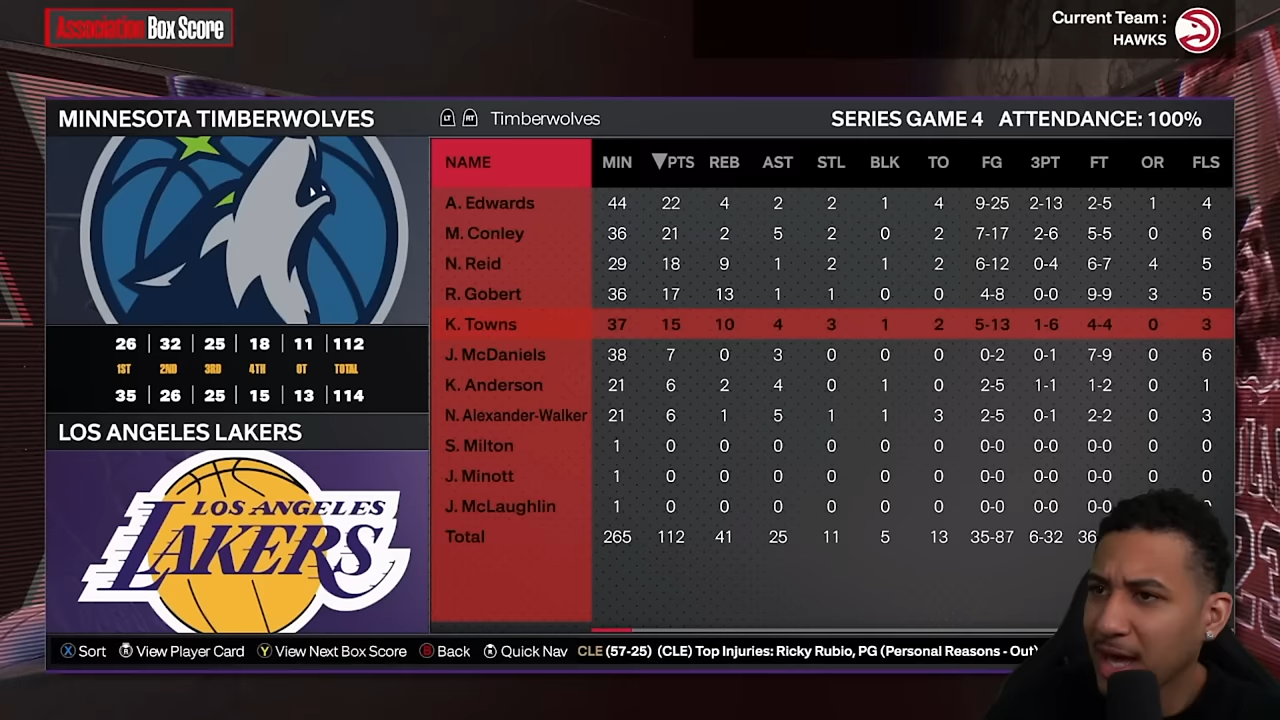 Association Box Score
Current Team :
HAWKS
MINNESOTA TIMBERWOLVES
LT RT Timberwolves
SERIES GAME 4 ATTENDANCE: 100%
NAME MIN PTS REB AST STL BLK TO FG 3PT FT OR FLS
A. Edwards 44 22 4 2 2 1 4 9-25 2-13 2-5 1 4
M. Conley 36 21 2 5 2 0 2 7-17 2-6 5-5 0 6
N. Reid 29 18 9 1 2 1 2 6-12 0-4 6-7 4 5
R. Gobert 36 17 13 1 1 0 0 4-8 0-0 9-9 3 5
K. Towns 37 15 10 4 3 1 2 5-13 1-6 4-4 0 3
J. McDaniels 38 7 0 3 0 0 0 0-2 0-1 7-9 0 6
K. Anderson 21 6 2 4 0 1 0 2-5 1-1 1-2 0 1
N. Alexander-Walker 21 6 1 5 1 1 3 2-5 0-1 2-2 0 3
S. Milton 1 0 0 0 0 0 0 0-0 0-0 0-0 0 0
J. Minott 1 0 0 0 0 0 0 0-0 0-0 0-0 0 0
J. McLaughlin 1 0 0 0 0 0 0 0-0 0-0 0-0
Total 265 112 41 25 11 5 13 35-87 6-32 36
26 32 25 18 11 112
1ST 2ND 3RD 4TH OT TOTAL
35 26 25 15 13 114
LOS ANGELES LAKERS
LOS ANGELES
LAKERS
X Sort R View Player Card Y View Next Box Score B Back R Quick Nav CLE (57-25) (CLE) Top Injuries: Ricky Rubio, PG (Personal Reasons - Out)